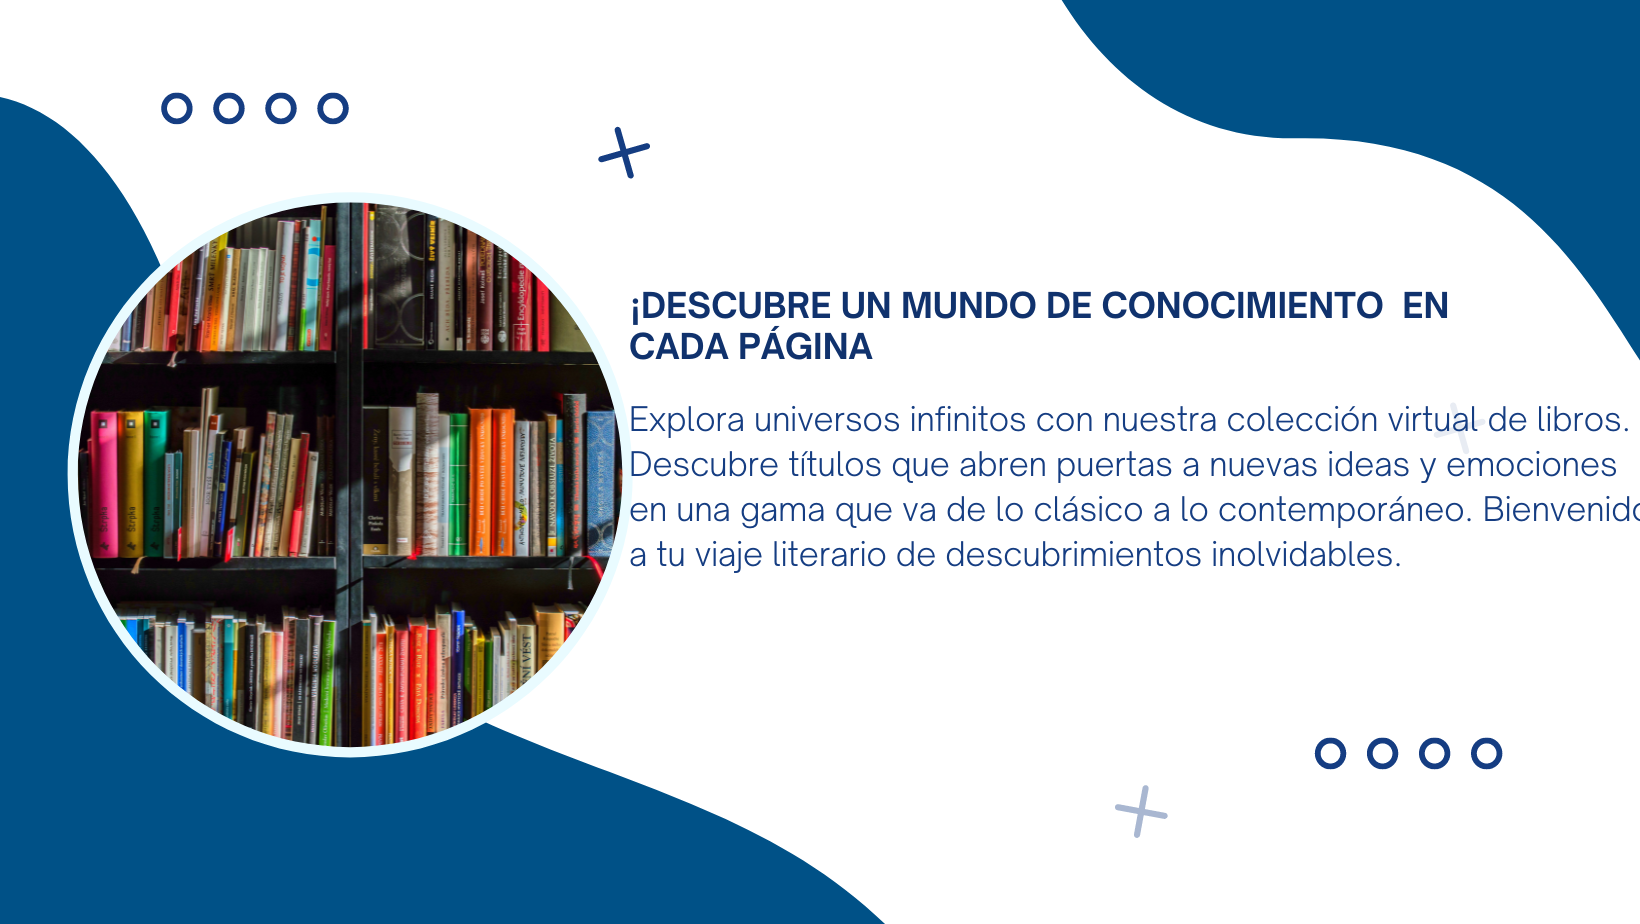 ¡DESCUBRE UN MUNDO DE CONOCIMIENTO EN
CADA PÁGINA
Explora universos infinitos con nuestra colección virtual de libros.
Descubre títulos que abren puertas a nuevas ideas y emociones
en una gama que va de lo clásico a lo contemporáneo. Bienvenido
a tu viaje literario de descubrimientos inolvidables.